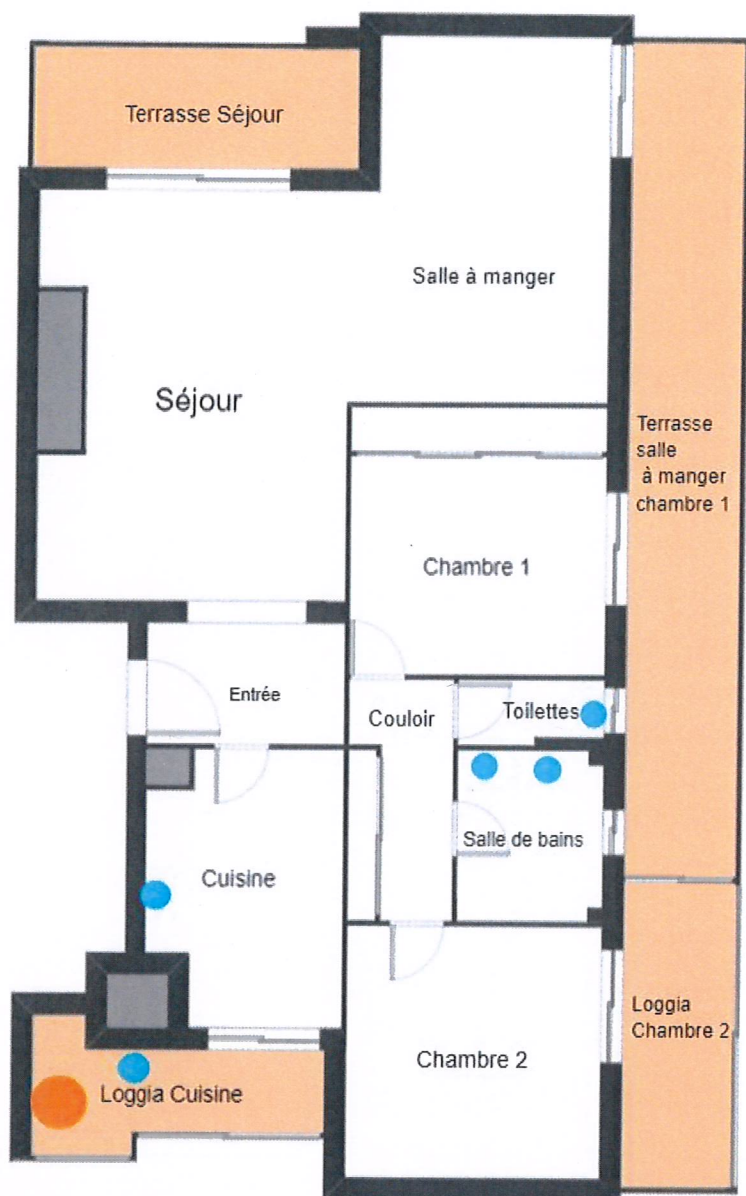 Terrasse Séjour
Salle à manger
Séjour
Terrasse
salle
à manger
chambre 1
Chambre 1
Entrée
Couloir
Toilettes
Salle de bains
Cuisine
Loggia
Chambre 2
Chambre 2
Loggia Cuisine